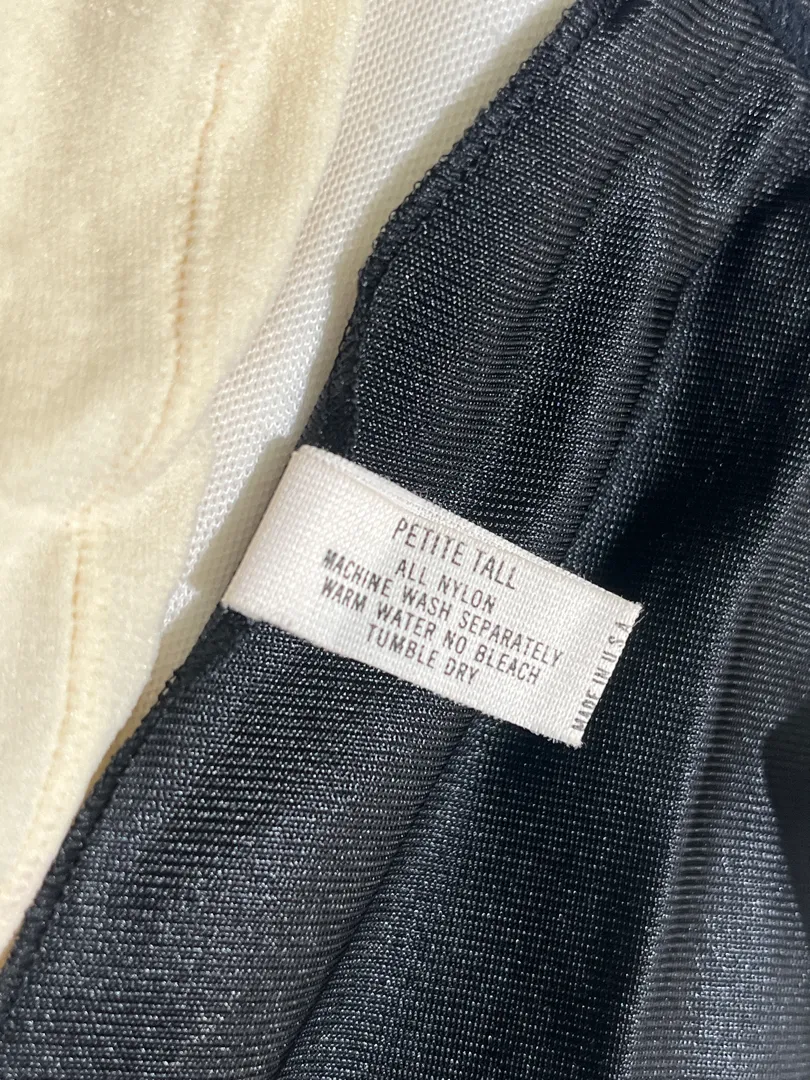 PETITE TALL
ALL NYLON
MACHINE WASH SEPARATELY
WARM WATER NO BLEACH
TUMBLE DRY
MADE IN U.S.A.